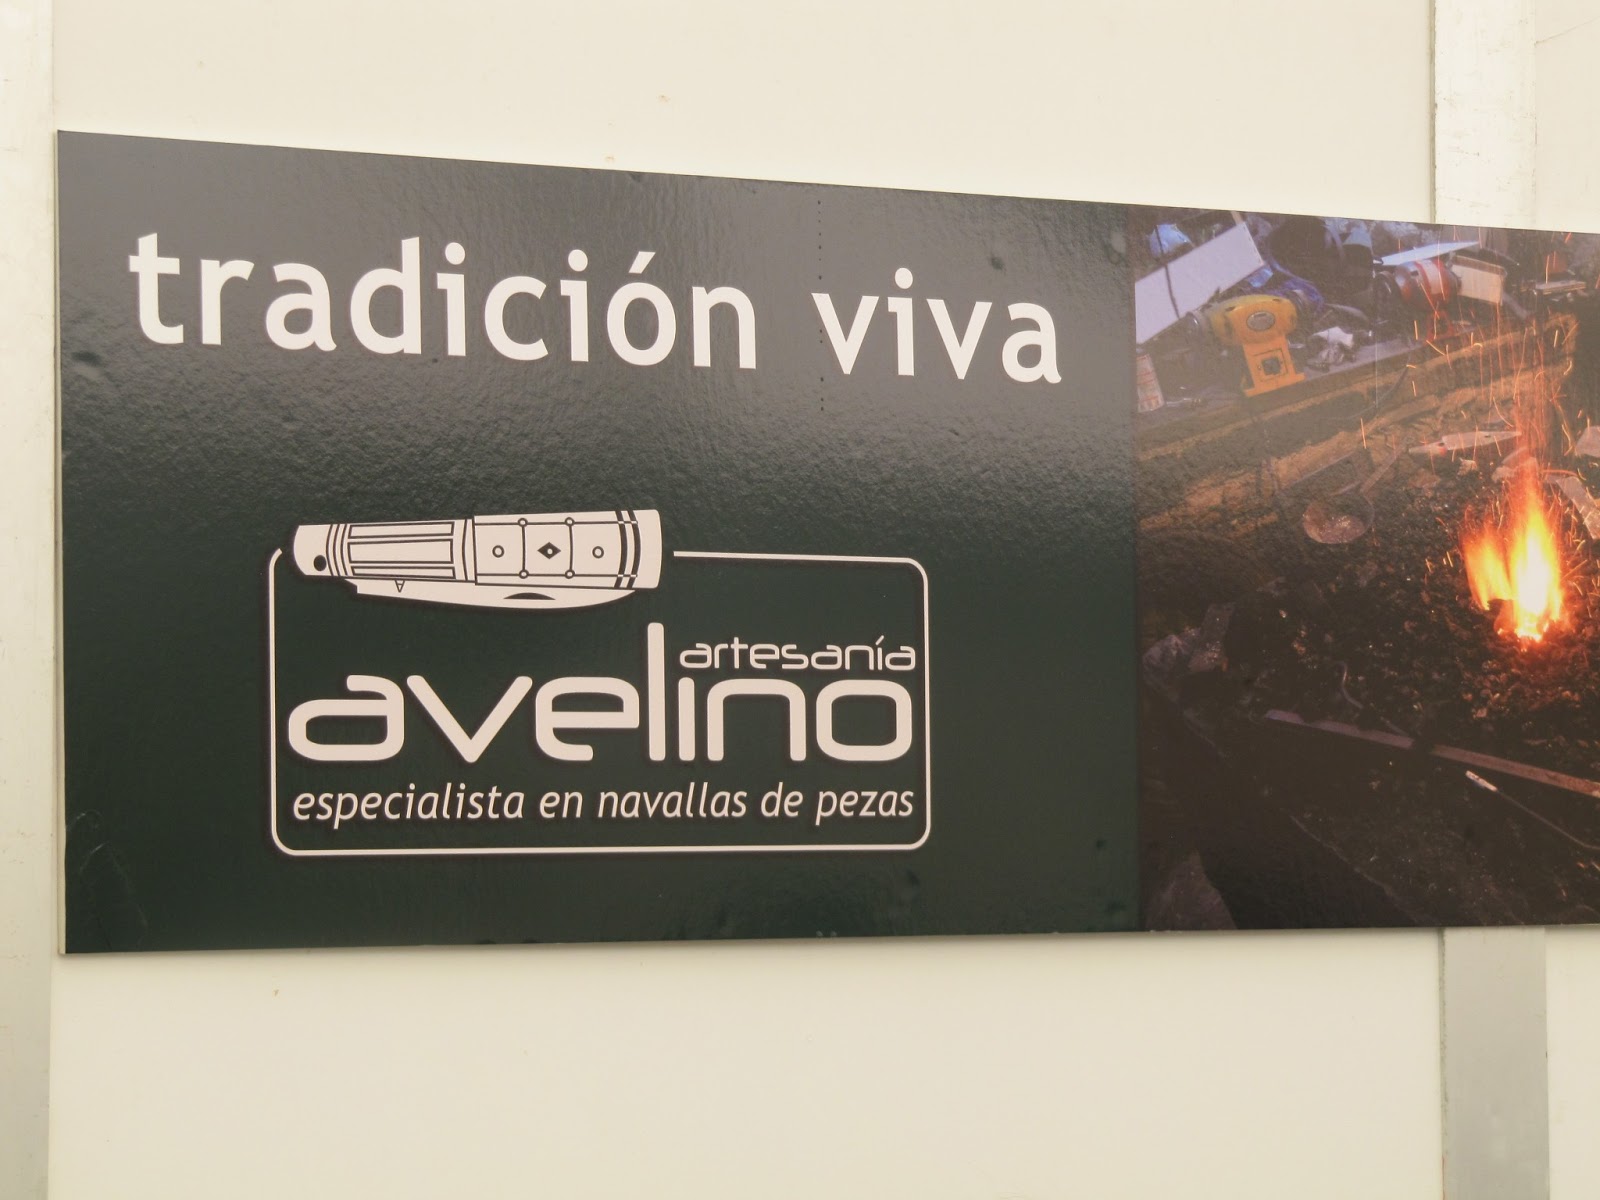 tradición viva
artesanía
avelino
especialista en navallas de pezas